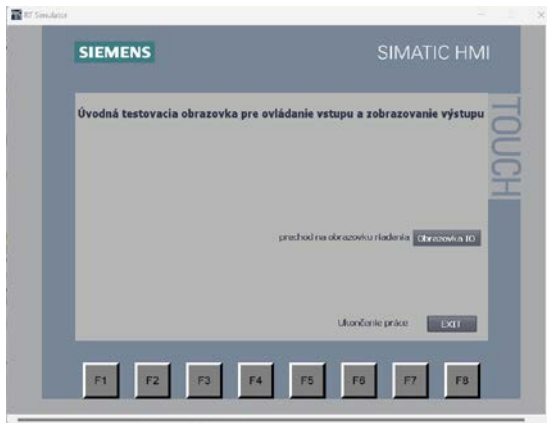 RT Simulator
SIEMENS
SIMATIC HMI
TOUCH
Úvodná testovacia obrazovka pre ovládanie vstupu a zobrazovanie výstupu
prechod na obrazovku riadenia Obrazovka IO
Ukončenie práce EXIT
F1 F2 F3 F4 F5 F6 F7 F8